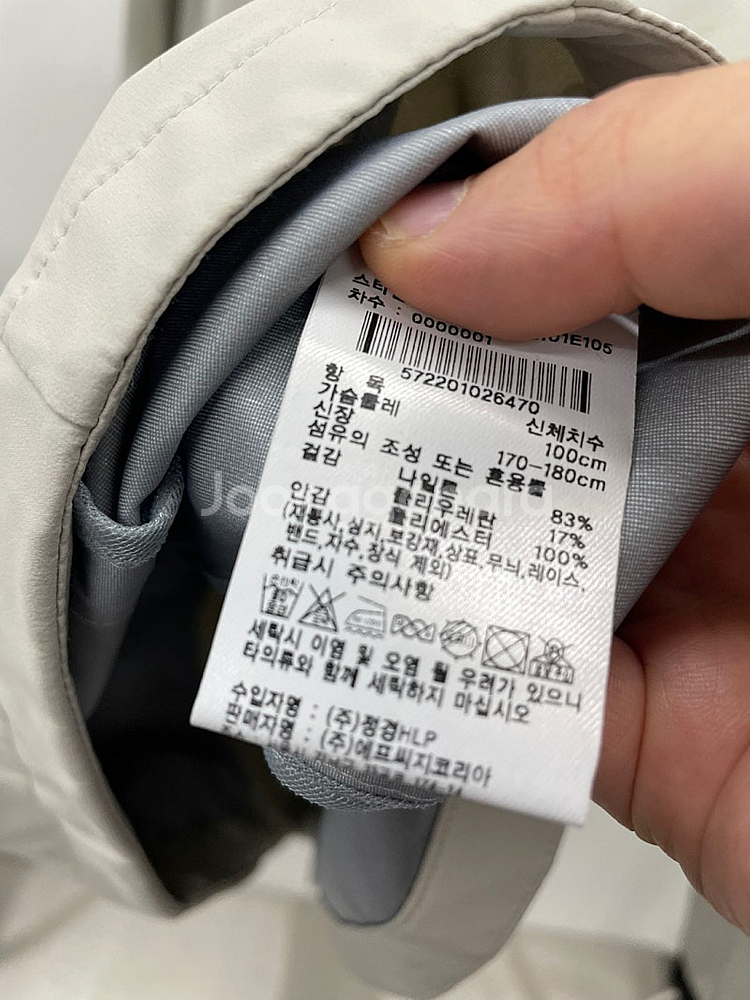 차수 : 0000001
01E105
572201026470
항 목 신체치수
가슴둘레 100cm
신장 170-180cm
섬유의 조성 또는 혼용률
겉감 나일론 83%
폴리우레탄 17%
안감 폴리에스터 100%
(재봉사,심지,보강재,상표,무늬,레이스,
밴드,자수,장식 제외)
취급시 주의사항
세탁시 이염 및 오염 될 우려가 있으니
타의류와 함께 세탁하지 마십시오
수입자명 : (주)정경HLP
판매자명 : (주)에프씨지코리아